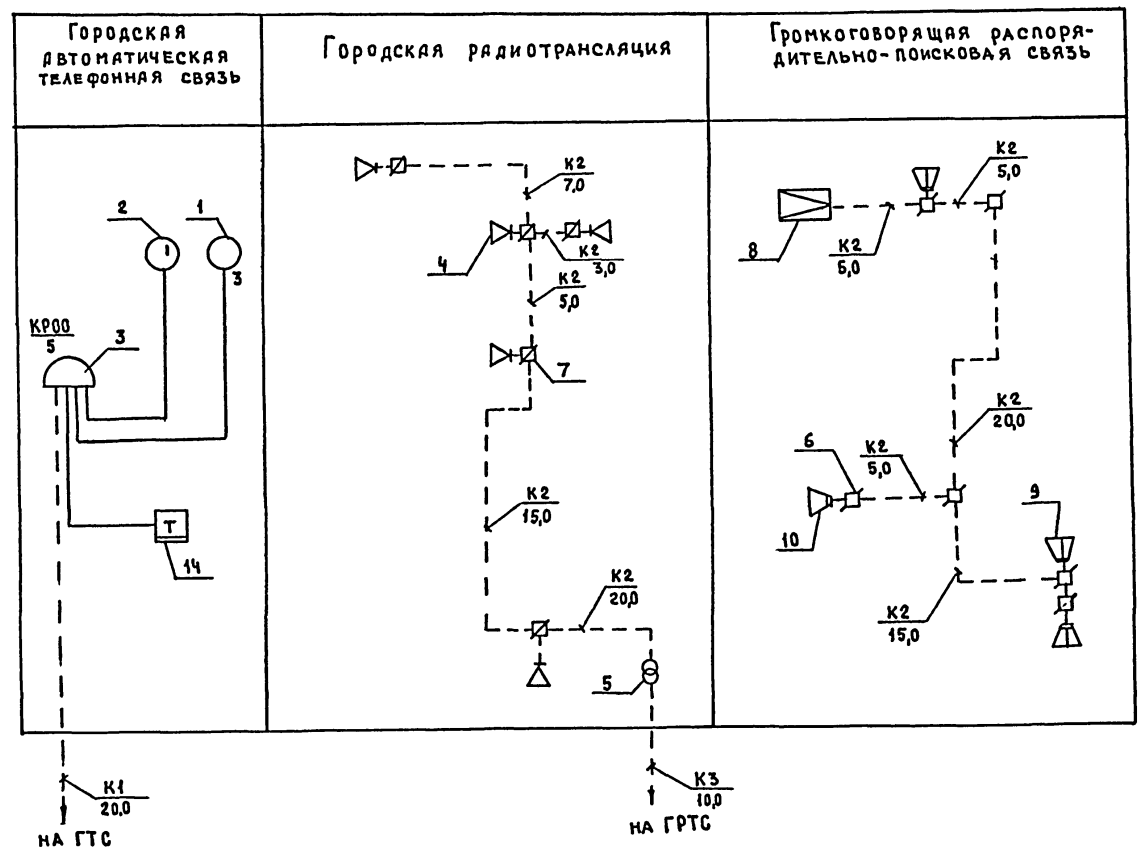 ГОРОДСКАЯ
АВТОМАТИЧЕСКАЯ
ТЕЛЕФОННАЯ СВЯЗЬ
ГОРОДСКАЯ РАДИОТРАНСЛЯЦИЯ
ГРОМКОГОВОРЯЩАЯ РАСПОРЯ-
ДИТЕЛЬНО-ПОИСКОВАЯ СВЯЗЬ
2
1
1
3
КР00
5
3
Т
14
К1
20,0
НА ГТС
К2
7,0
4
К2
3,0
К2
5,0
7
К2
15,0
К2
20,0
5
К3
10,0
НА ГРТС
К2
5,0
8
К2
5,0
К2
20,0
6
К2
5,0
10
9
К2
15,0